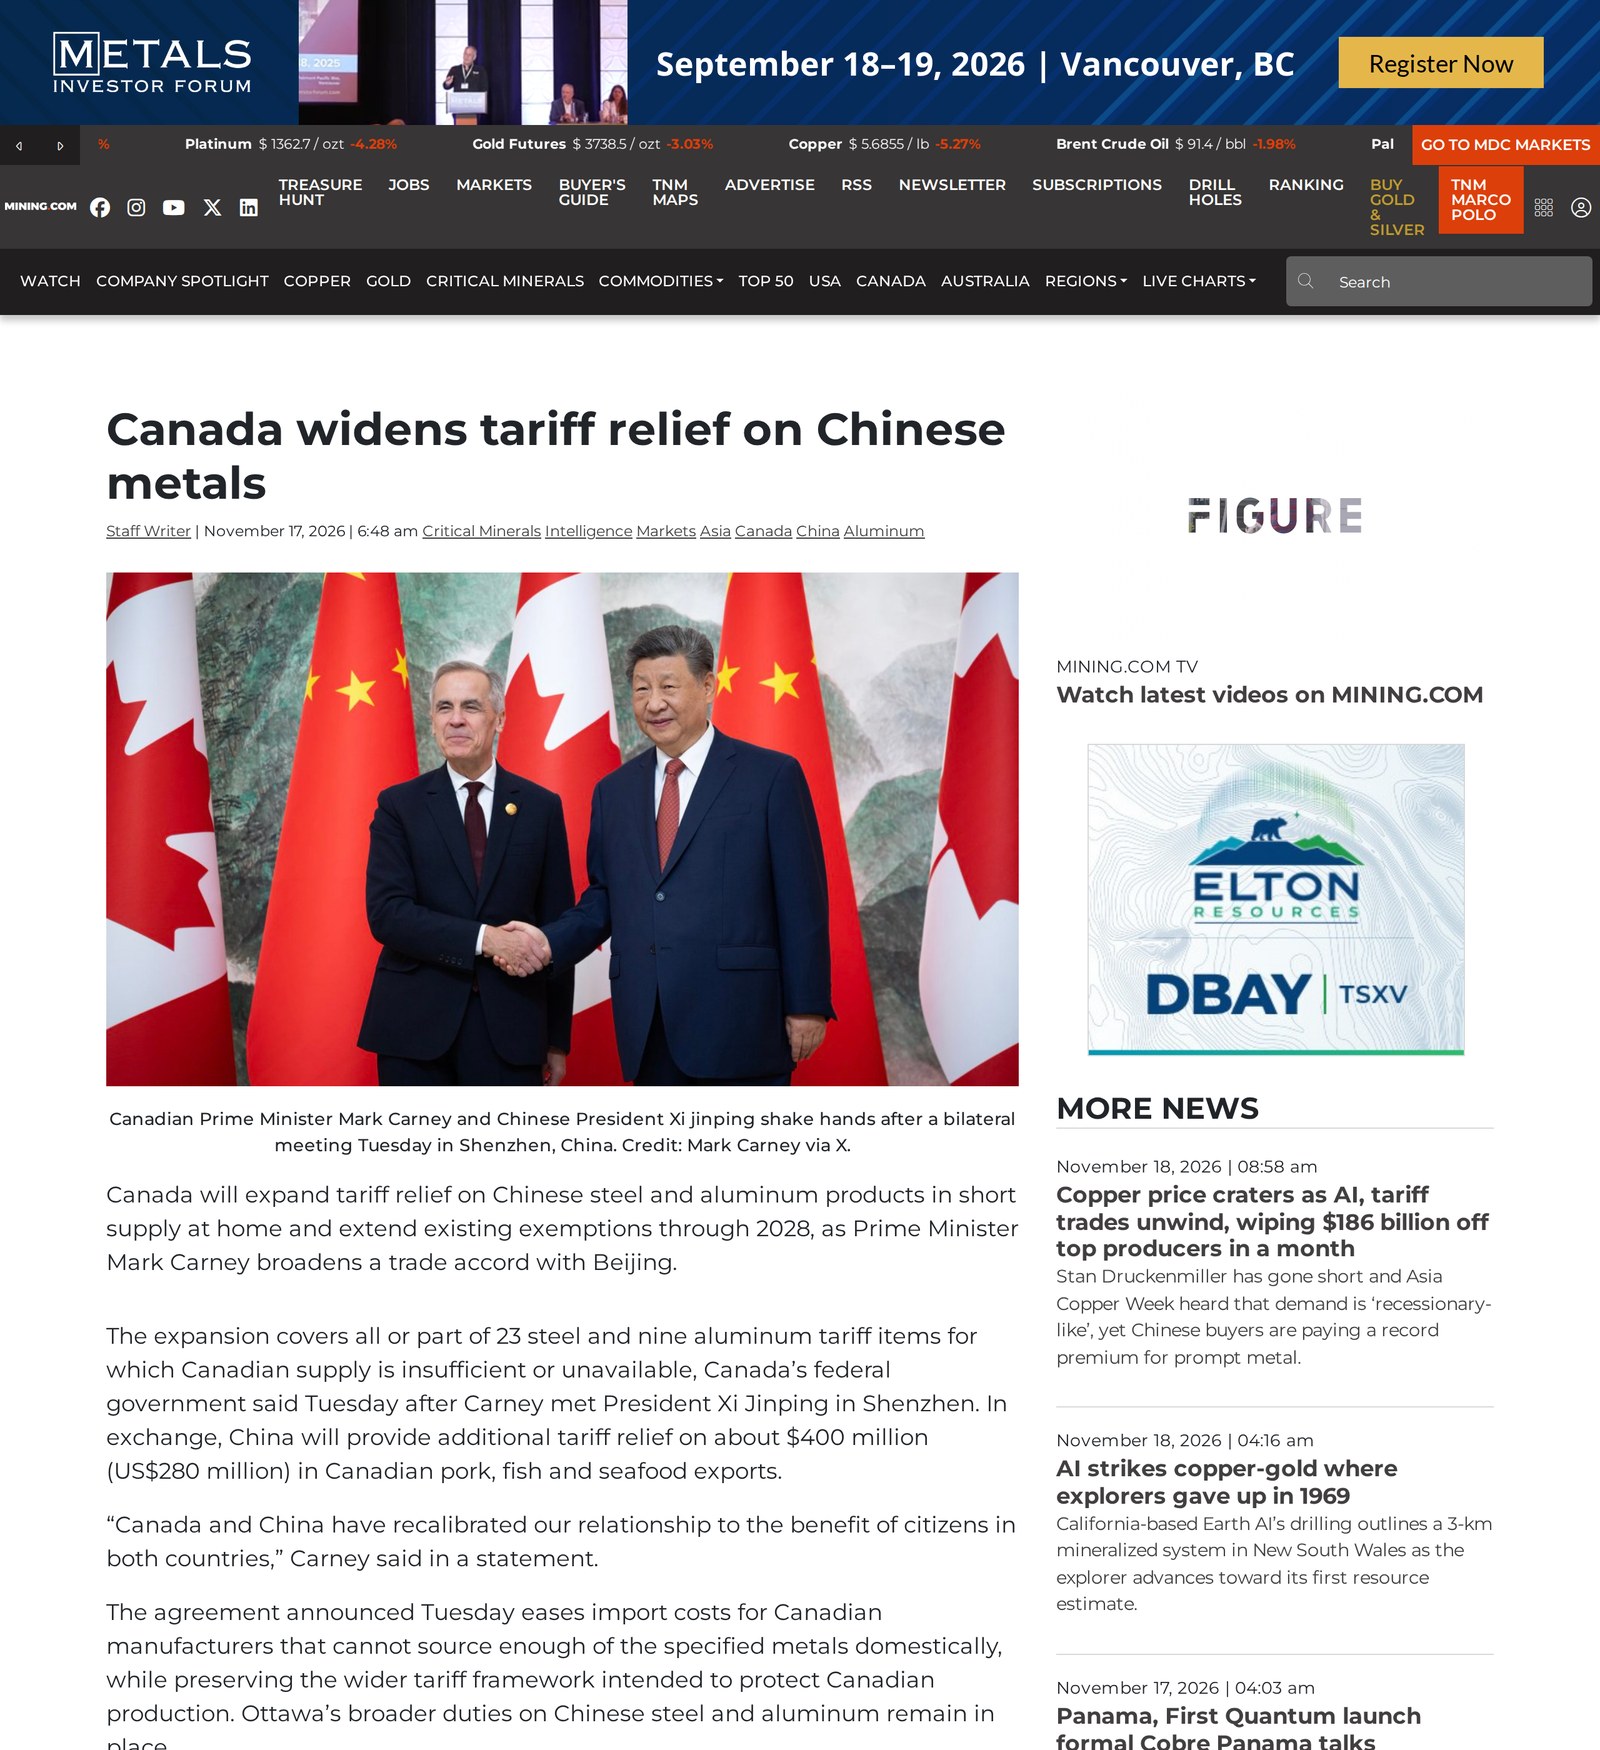 METALS
INVESTOR FORUM
September 18–19, 2026 | Vancouver, BC
Register Now
%
Platinum $ 1362.7 / ozt -4.28%
Gold Futures $ 3738.5 / ozt -3.03%
Copper $ 5.6855 / lb -5.27%
Brent Crude Oil $ 91.4 / bbl -1.98%
Pal
GO TO MDC MARKETS
MINING.COM
TREASURE
HUNT
JOBS
MARKETS
BUYER'S
GUIDE
TNM
MAPS
ADVERTISE
RSS
NEWSLETTER
SUBSCRIPTIONS
DRILL
HOLES
RANKING
BUY
GOLD
&
SILVER
TNM
MARCO
POLO
WATCH COMPANY SPOTLIGHT COPPER GOLD CRITICAL MINERALS COMMODITIES TOP 50 USA CANADA AUSTRALIA REGIONS LIVE CHARTS
Search
Canada widens tariff relief on Chinese
metals
Staff Writer | November 17, 2026 | 6:48 am Critical Minerals Intelligence Markets Asia Canada China Aluminum
Canadian Prime Minister Mark Carney and Chinese President Xi jinping shake hands after a bilateral
meeting Tuesday in Shenzhen, China. Credit: Mark Carney via X.
Canada will expand tariff relief on Chinese steel and aluminum products in short
supply at home and extend existing exemptions through 2028, as Prime Minister
Mark Carney broadens a trade accord with Beijing.
The expansion covers all or part of 23 steel and nine aluminum tariff items for
which Canadian supply is insufficient or unavailable, Canada’s federal
government said Tuesday after Carney met President Xi Jinping in Shenzhen. In
exchange, China will provide additional tariff relief on about $400 million
(US$280 million) in Canadian pork, fish and seafood exports.
“Canada and China have recalibrated our relationship to the benefit of citizens in
both countries,” Carney said in a statement.
The agreement announced Tuesday eases import costs for Canadian
manufacturers that cannot source enough of the specified metals domestically,
while preserving the wider tariff framework intended to protect Canadian
production. Ottawa’s broader duties on Chinese steel and aluminum remain in
place.
FIGURE
MINING.COM TV
Watch latest videos on MINING.COM
ELTON
RESOURCES
DBAY | TSXV
MORE NEWS
November 18, 2026 | 08:58 am
Copper price craters as AI, tariff
trades unwind, wiping $186 billion off
top producers in a month
Stan Druckenmiller has gone short and Asia
Copper Week heard that demand is ‘recessionary-
like’, yet Chinese buyers are paying a record
premium for prompt metal.
November 18, 2026 | 04:16 am
AI strikes copper-gold where
explorers gave up in 1969
California-based Earth AI’s drilling outlines a 3-km
mineralized system in New South Wales as the
explorer advances toward its first resource
estimate.
November 17, 2026 | 04:03 am
Panama, First Quantum launch
formal Cobre Panama talks